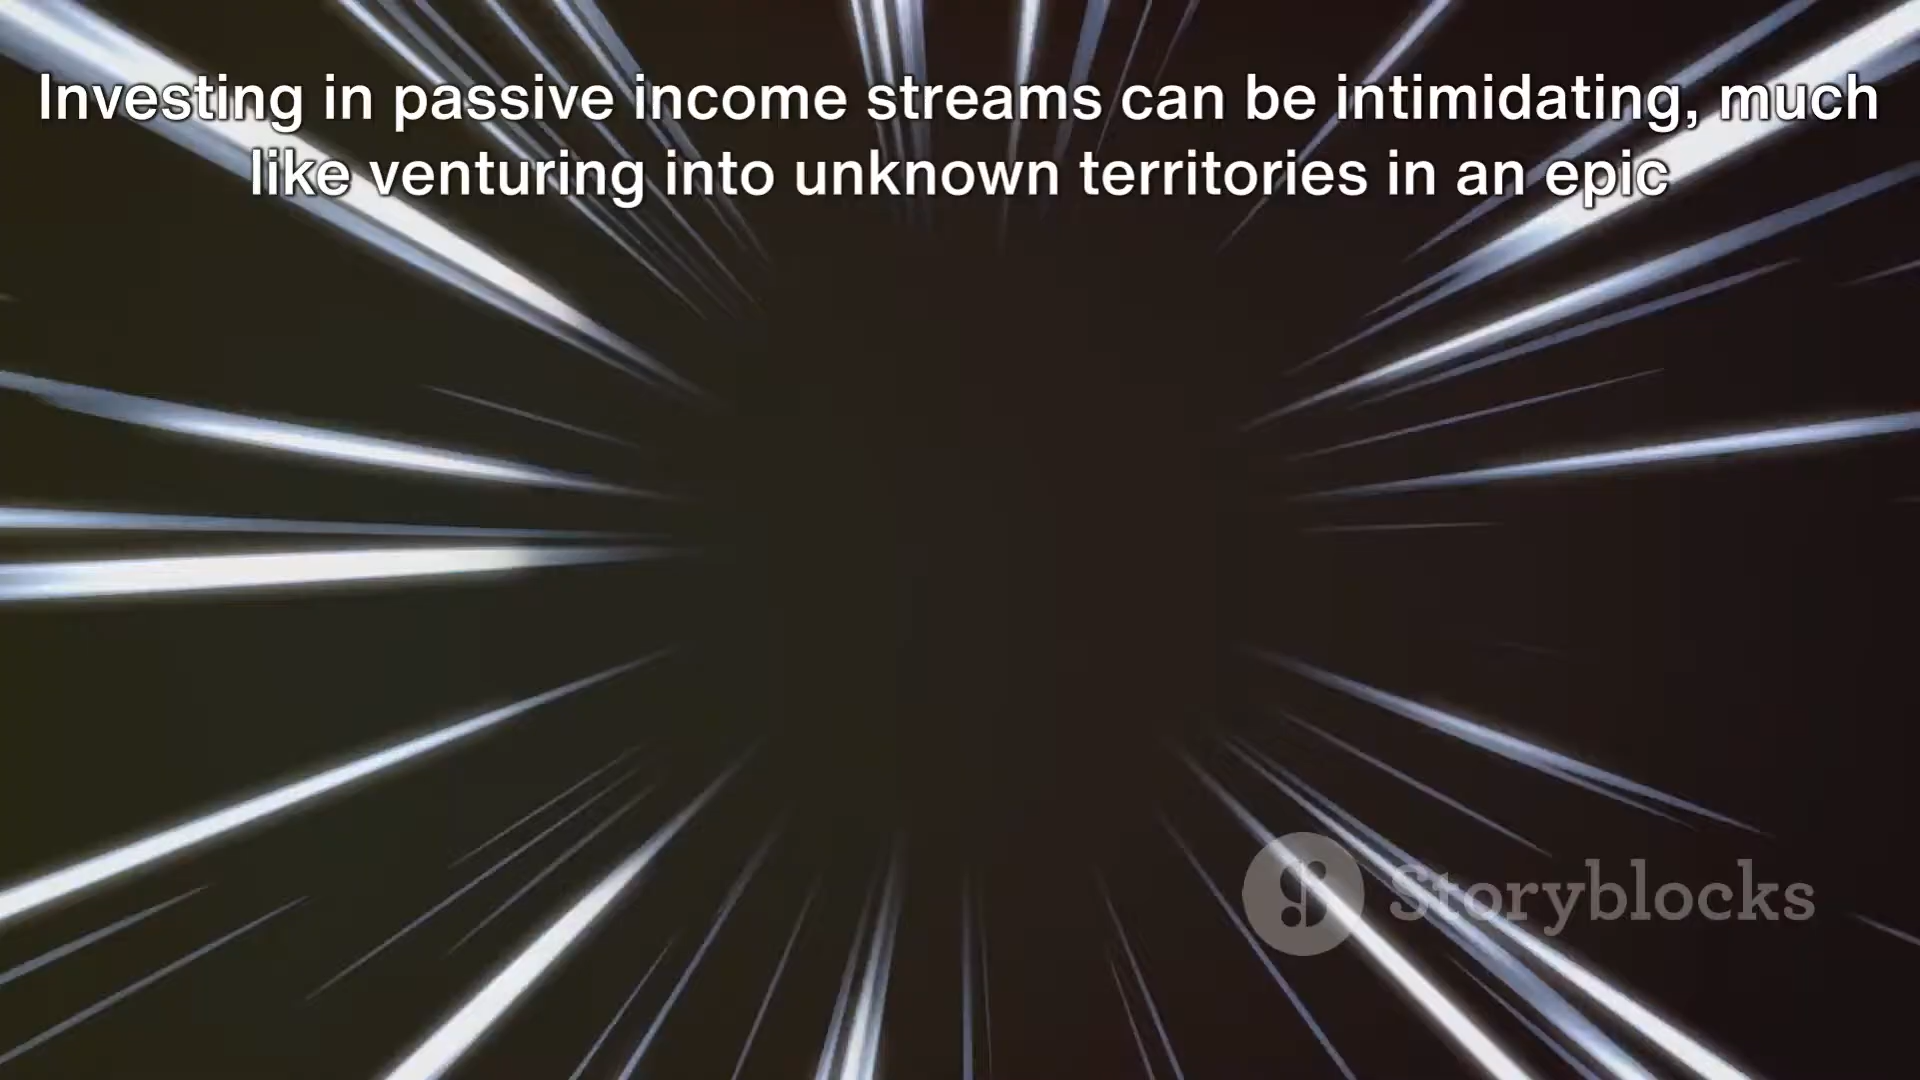 Investing in passive income streams can be intimidating, much
like venturing into unknown territories in an epic
Storyblocks